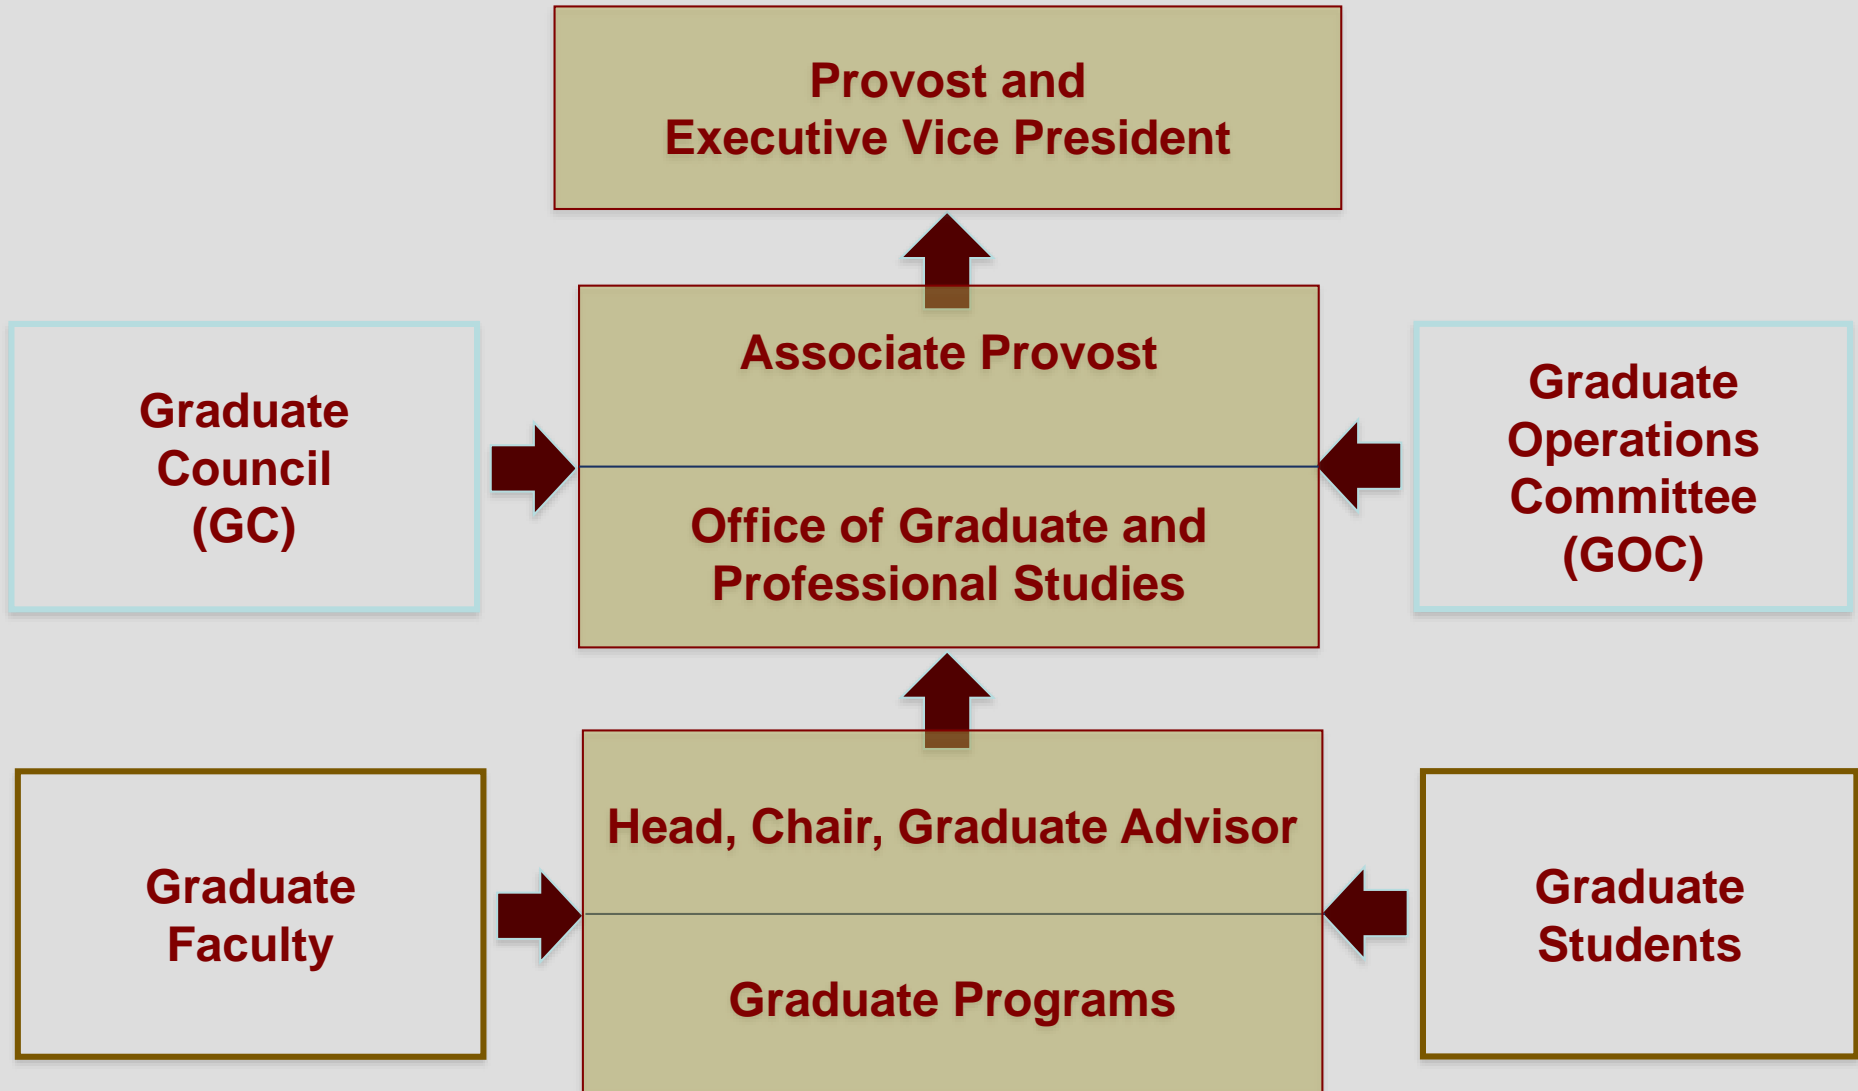 Provost and
Executive Vice President
Associate Provost
Graduate
Council
(GC)
Office of Graduate and
Professional Studies
Graduate
Operations
Committee
(GOC)
Head, Chair, Graduate Advisor
Graduate
Faculty
Graduate Programs
Graduate
Students